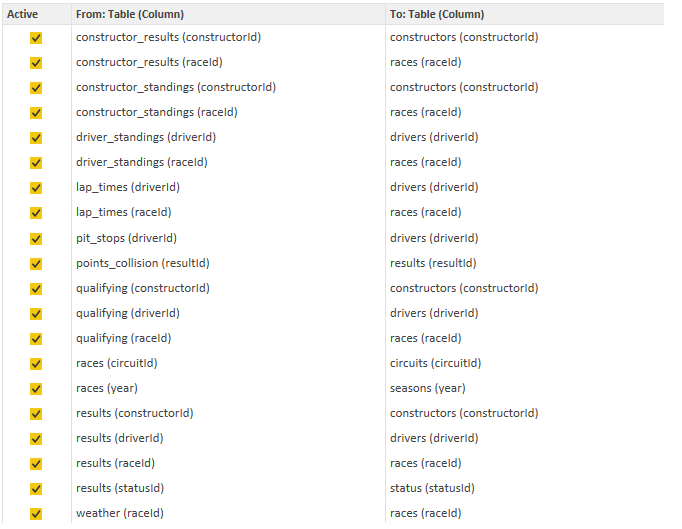 Active From: Table (Column) To: Table (Column)
constructor_results (constructorId) constructors (constructorId)
constructor_results (raceId) races (raceId)
constructor_standings (constructorId) constructors (constructorId)
constructor_standings (raceId) races (raceId)
driver_standings (driverId) drivers (driverId)
driver_standings (raceId) races (raceId)
lap_times (driverId) drivers (driverId)
lap_times (raceId) races (raceId)
pit_stops (driverId) drivers (driverId)
points_collision (resultId) results (resultId)
qualifying (constructorId) constructors (constructorId)
qualifying (driverId) drivers (driverId)
qualifying (raceId) races (raceId)
races (circuitId) circuits (circuitId)
races (year) seasons (year)
results (constructorId) constructors (constructorId)
results (driverId) drivers (driverId)
results (raceId) races (raceId)
results (statusId) status (statusId)
weather (raceId) races (raceId)